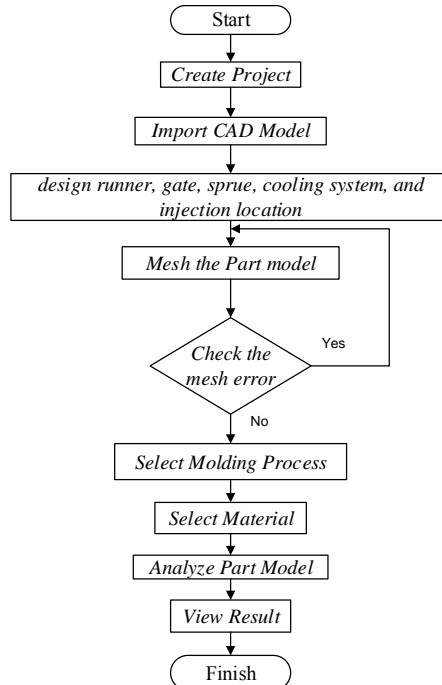 Start
Create Project
Import CAD Model
design runner, gate, sprue, cooling system, and
injection location
Mesh the Part model
Check the
mesh error
Yes
No
Select Molding Process
Select Material
Analyze Part Model
View Result
Finish